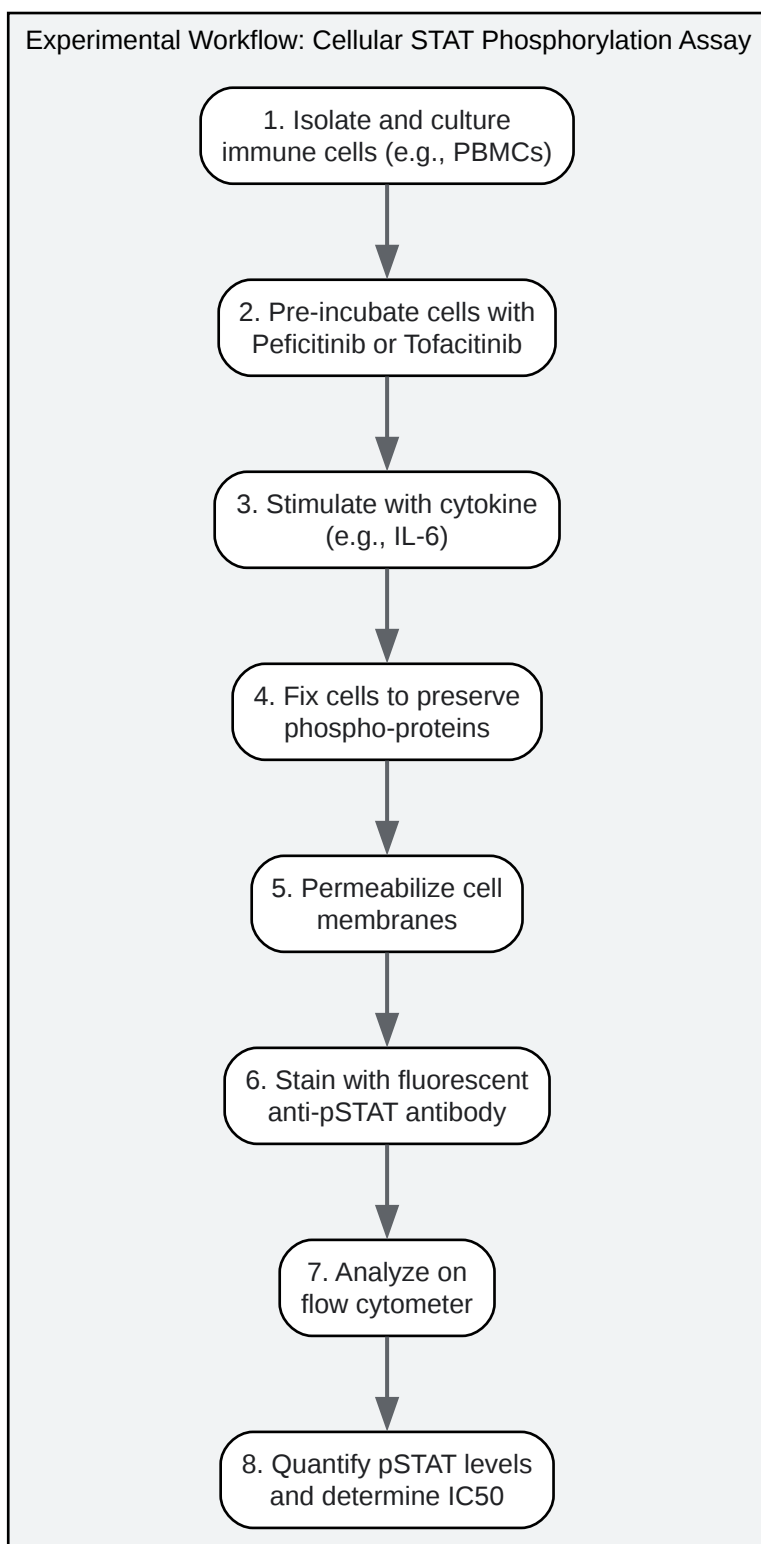 Experimental Workflow: Cellular STAT Phosphorylation Assay
1. Isolate and culture
immune cells (e.g., PBMCs)
2. Pre-incubate cells with
Peficitinib or Tofacitinib
3. Stimulate with cytokine
(e.g., IL-6)
4. Fix cells to preserve
phospho-proteins
5. Permeabilize cell
membranes
6. Stain with fluorescent
anti-pSTAT antibody
7. Analyze on
flow cytometer
8. Quantify pSTAT levels
and determine IC50